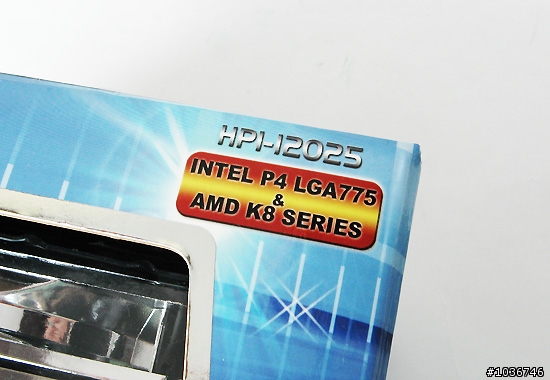 HPI-12025
INTEL P4 LGA775
&
AMD K8 SERIES
#1036746